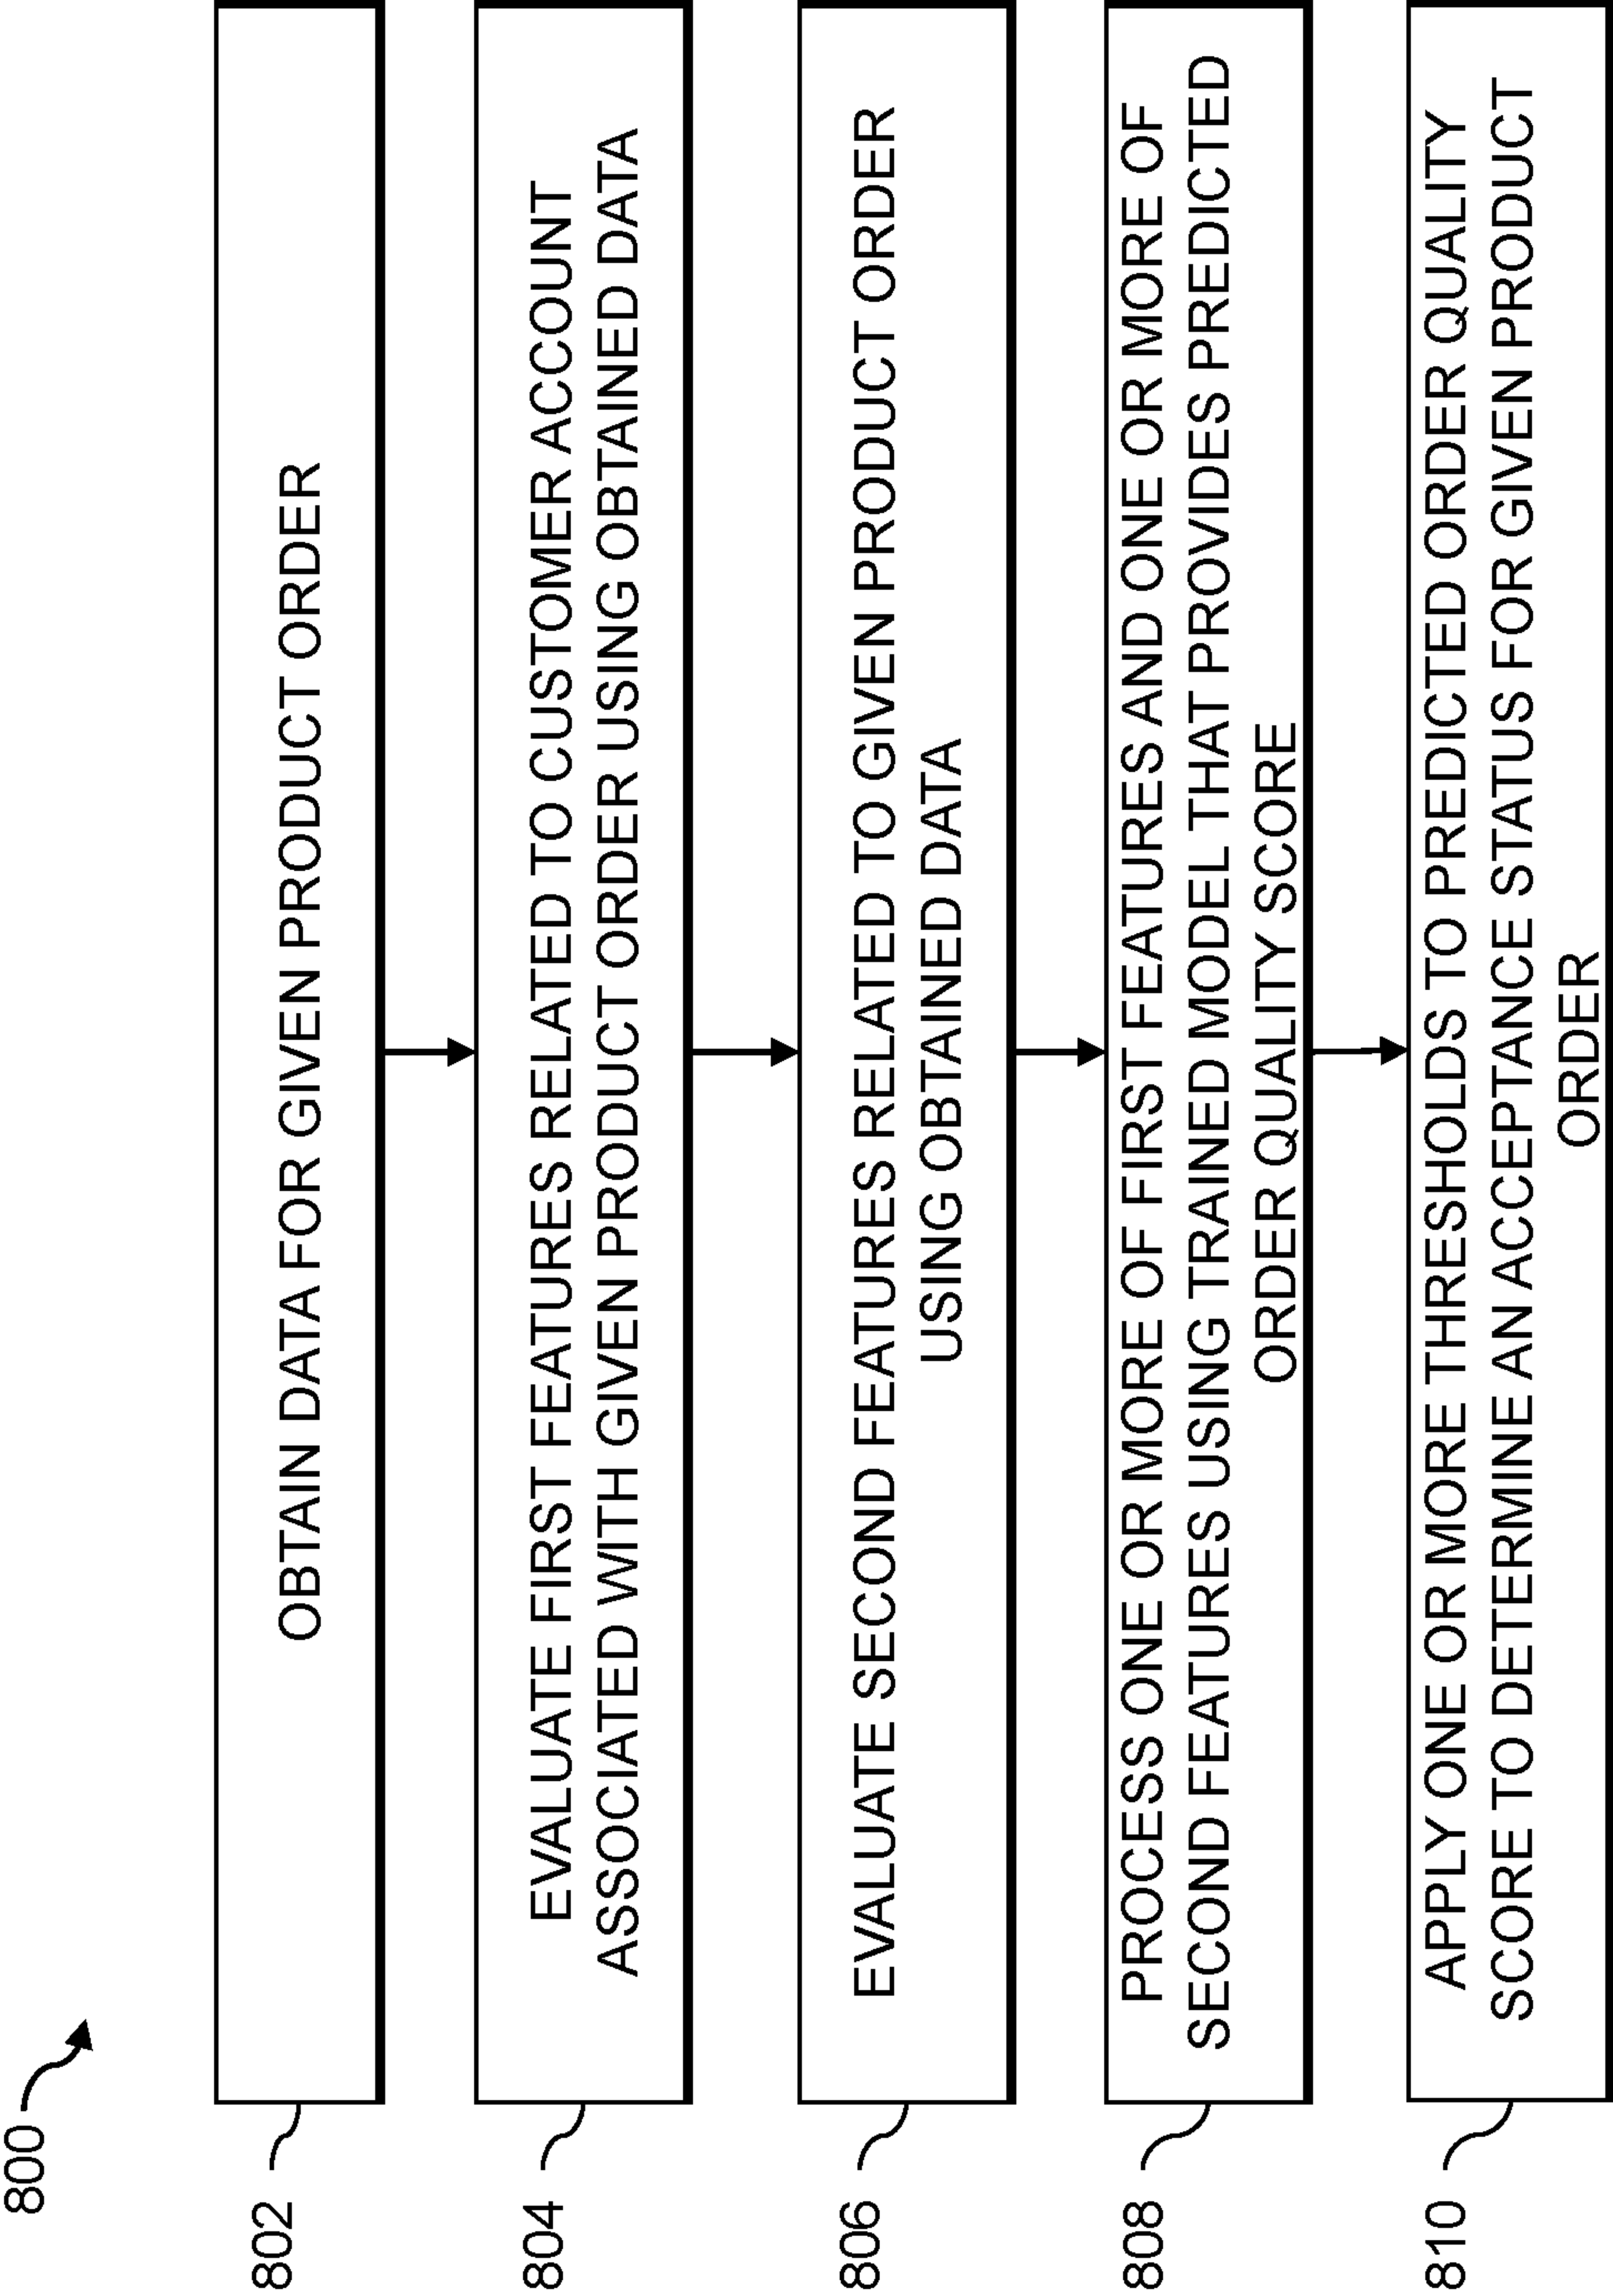 800
802
OBTAIN DATA FOR GIVEN PRODUCT ORDER
804
EVALUATE FIRST FEATURES RELATED TO CUSTOMER ACCOUNT
ASSOCIATED WITH GIVEN PRODUCT ORDER USING OBTAINED DATA
806
EVALUATE SECOND FEATURES RELATED TO GIVEN PRODUCT ORDER
USING OBTAINED DATA
808
PROCESS ONE OR MORE OF FIRST FEATURES AND ONE OR MORE OF
SECOND FEATURES USING TRAINED MODEL THAT PROVIDES PREDICTED
ORDER QUALITY SCORE
810
APPLY ONE OR MORE THRESHOLDS TO PREDICTED ORDER QUALITY
SCORE TO DETERMINE AN ACCEPTANCE STATUS FOR GIVEN PRODUCT
ORDER